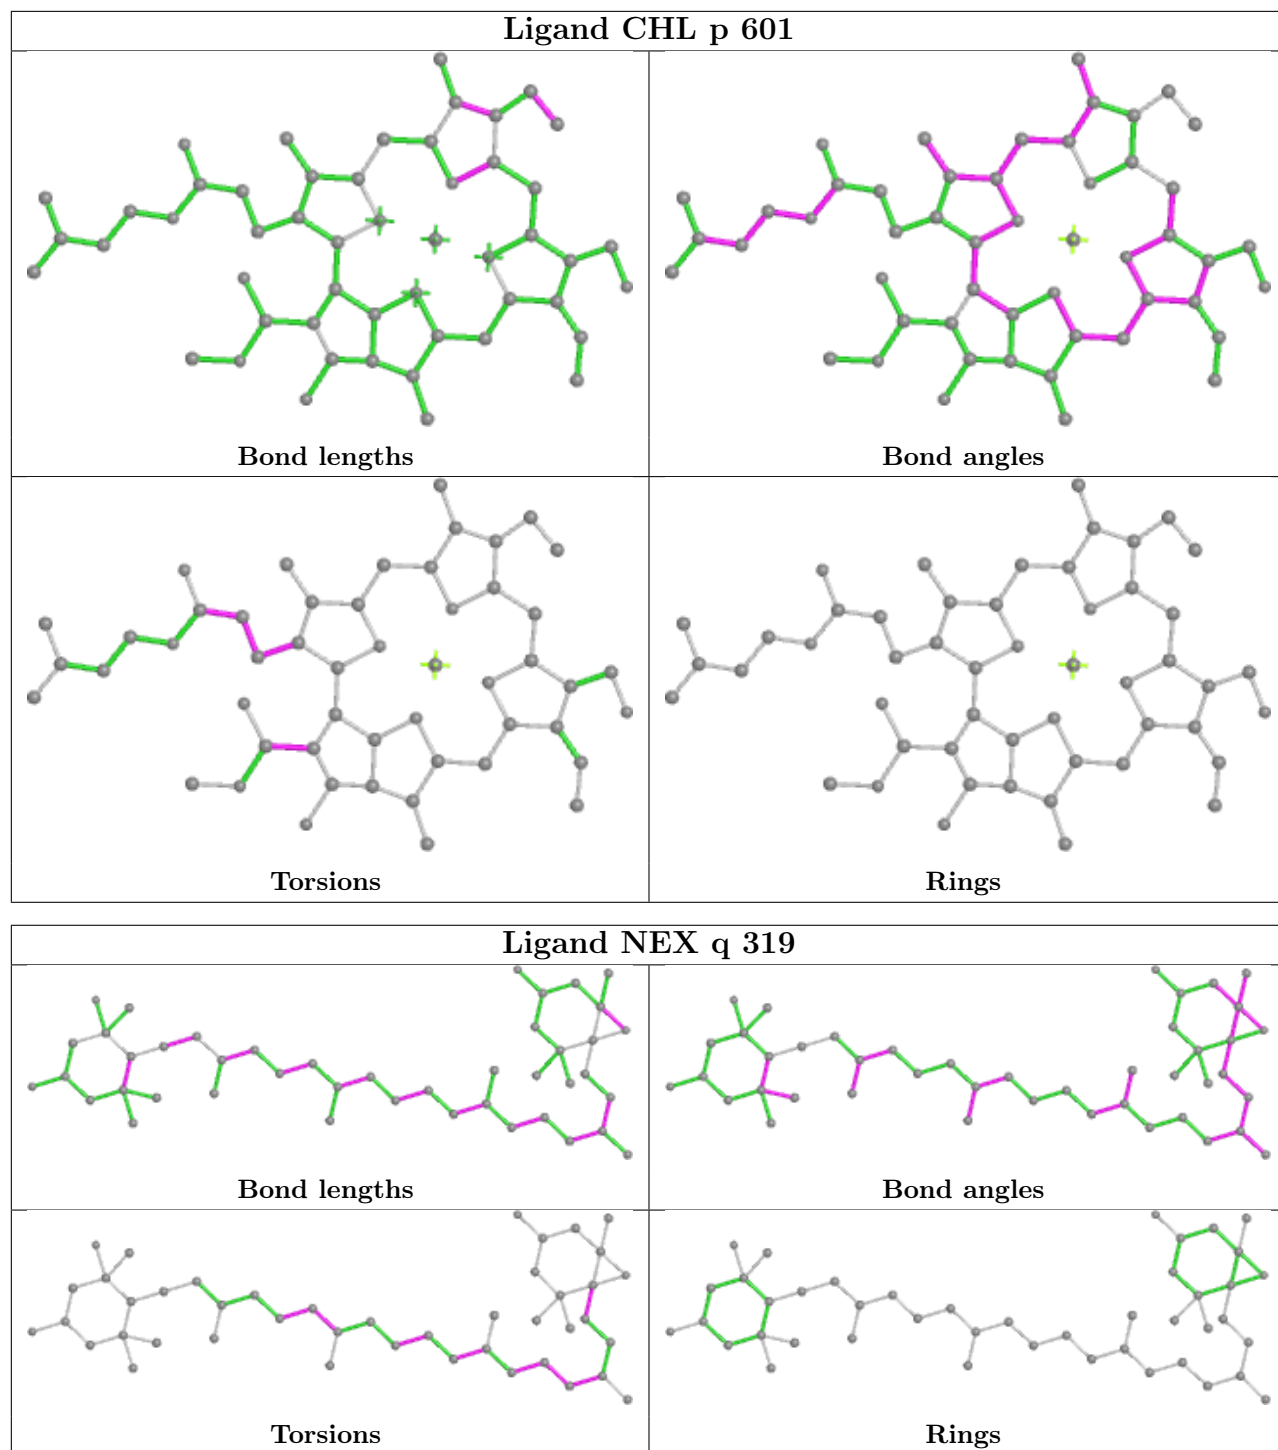 Ligand CHL p 601
Bond lengths
Bond angles
Torsions
Rings
Ligand NEX q 319
Bond lengths
Bond angles
Torsions
Rings